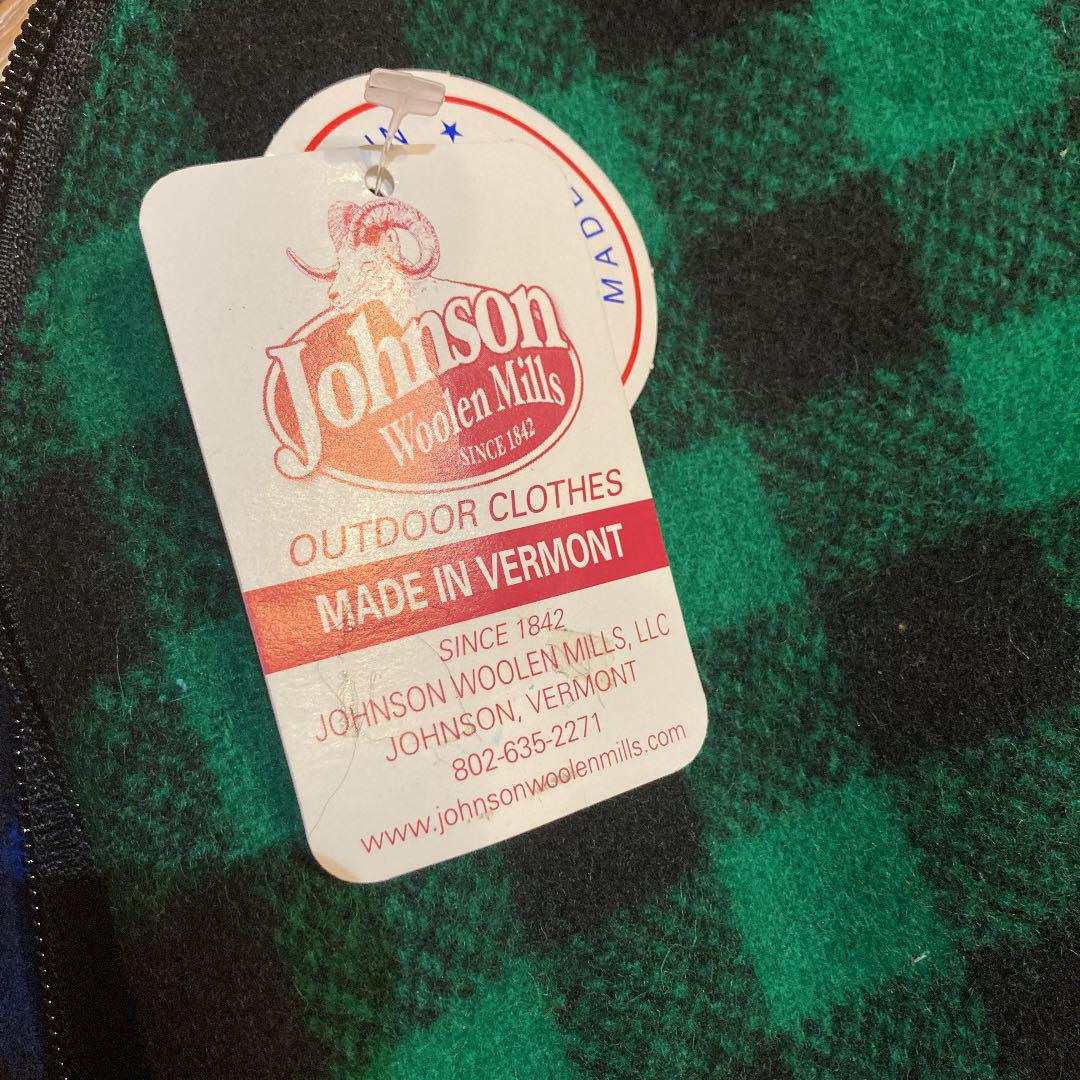 IN
MADE
Johnson
Woolen Mills
SINCE 1842
OUTDOOR CLOTHES
MADE IN VERMONT
SINCE 1842
JOHNSON WOOLEN MILLS, LLC
JOHNSON, VERMONT
802-635-2271
www.johnsonwoolenmills.com